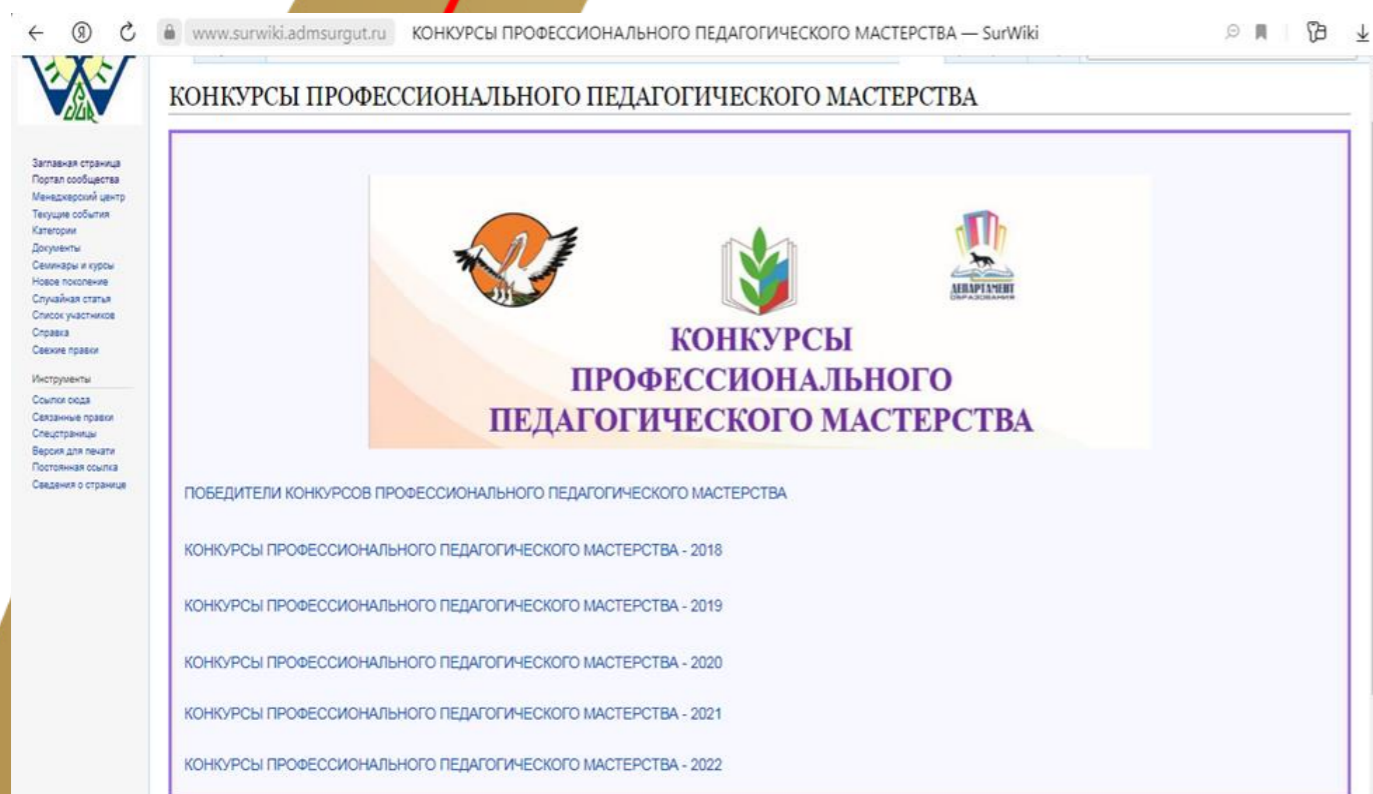 www.surwiki.admsurgut.ru КОНКУРСЫ ПРОФЕССИОНАЛЬНОГО ПЕДАГОГИЧЕСКОГО МАСТЕРСТВА — SurWiki
КОНКУРСЫ ПРОФЕССИОНАЛЬНОГО ПЕДАГОГИЧЕСКОГО МАСТЕРСТВА
Заглавная страница
Портал сообщества
Менеджерский центр
Текущие события
Категории
Документы
Семинары и курсы
Новое поколение
Случайная статья
Список участников
Справка
Свежие правки
Инструменты
Ссылки сюда
Связанные правки
Спецстраницы
Версия для печати
Постоянная ссылка
Сведения о странице
ДЕПАРТАМЕНТ
ОБРАЗОВАНИЯ
КОНКУРСЫ
ПРОФЕССИОНАЛЬНОГО
ПЕДАГОГИЧЕСКОГО МАСТЕРСТВА
ПОБЕДИТЕЛИ КОНКУРСОВ ПРОФЕССИОНАЛЬНОГО ПЕДАГОГИЧЕСКОГО МАСТЕРСТВА
КОНКУРСЫ ПРОФЕССИОНАЛЬНОГО ПЕДАГОГИЧЕСКОГО МАСТЕРСТВА - 2018
КОНКУРСЫ ПРОФЕССИОНАЛЬНОГО ПЕДАГОГИЧЕСКОГО МАСТЕРСТВА - 2019
КОНКУРСЫ ПРОФЕССИОНАЛЬНОГО ПЕДАГОГИЧЕСКОГО МАСТЕРСТВА - 2020
КОНКУРСЫ ПРОФЕССИОНАЛЬНОГО ПЕДАГОГИЧЕСКОГО МАСТЕРСТВА - 2021
КОНКУРСЫ ПРОФЕССИОНАЛЬНОГО ПЕДАГОГИЧЕСКОГО МАСТЕРСТВА - 2022